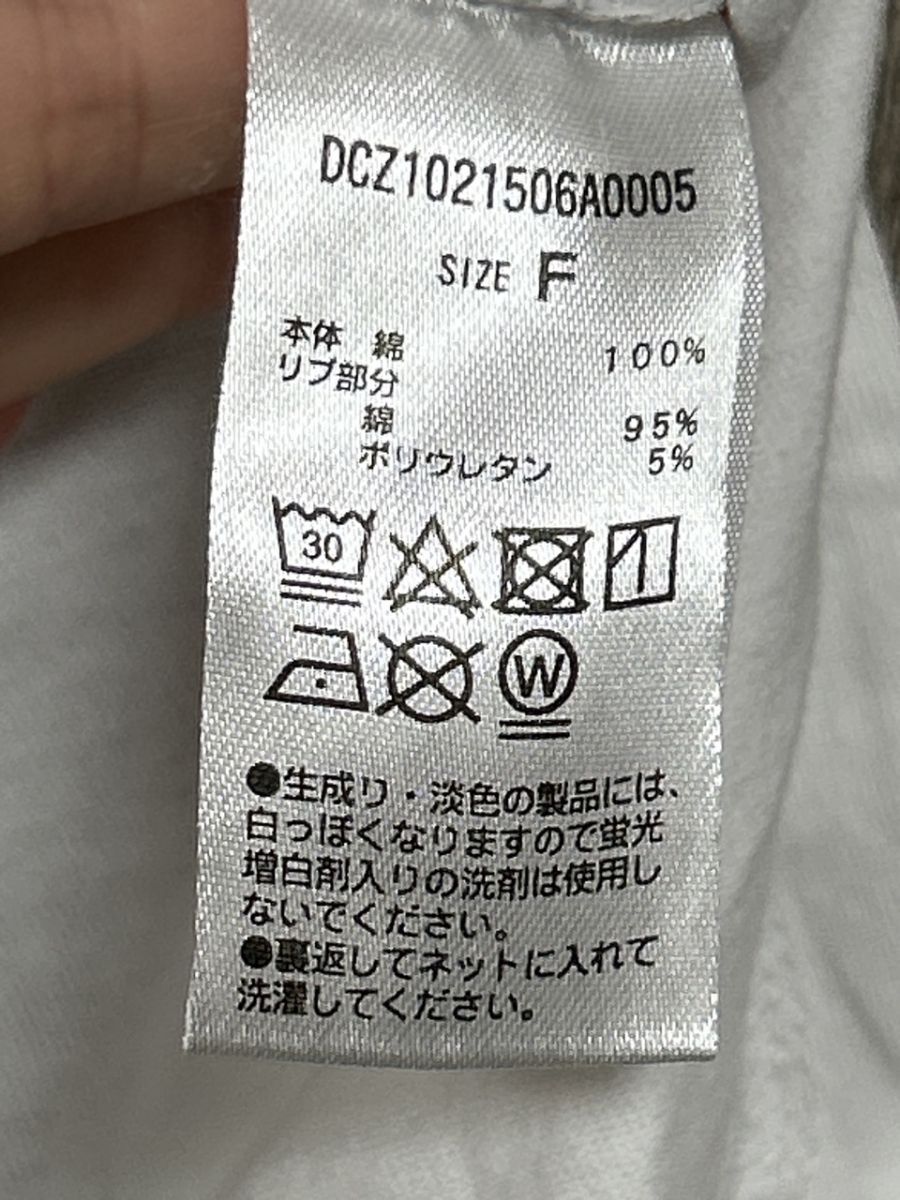 DCZ1021506A0005
SIZE F
本体 綿 100%
リブ部分
綿 95%
ポリウレタン 5%
30
W
●生成り・淡色の製品には、
白っぽくなりますので蛍光
増白剤入りの洗剤は使用し
ないでください。
●裏返してネットに入れて
洗濯してください。